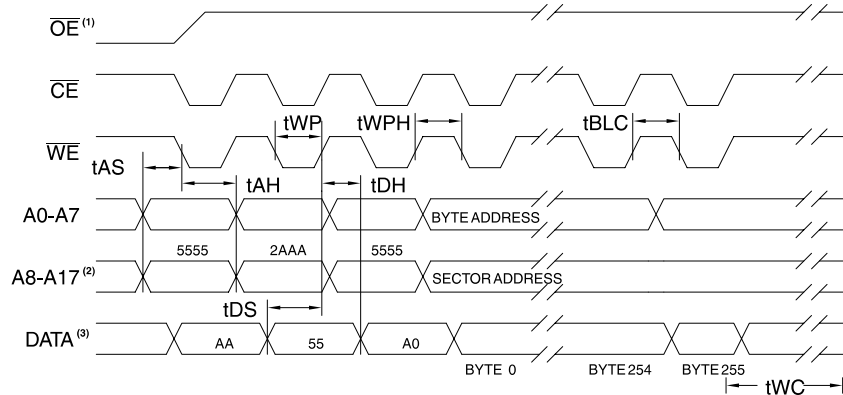 OE (1)
CE
tWP tWPH tBLC
WE
tAS tAH tDH
A0-A7 BYTE ADDRESS
5555 2AAA 5555
A8-A17 (2) SECTOR ADDRESS
tDS
DATA (3) AA 55 A0
BYTE 0 BYTE 254 BYTE 255
tWC